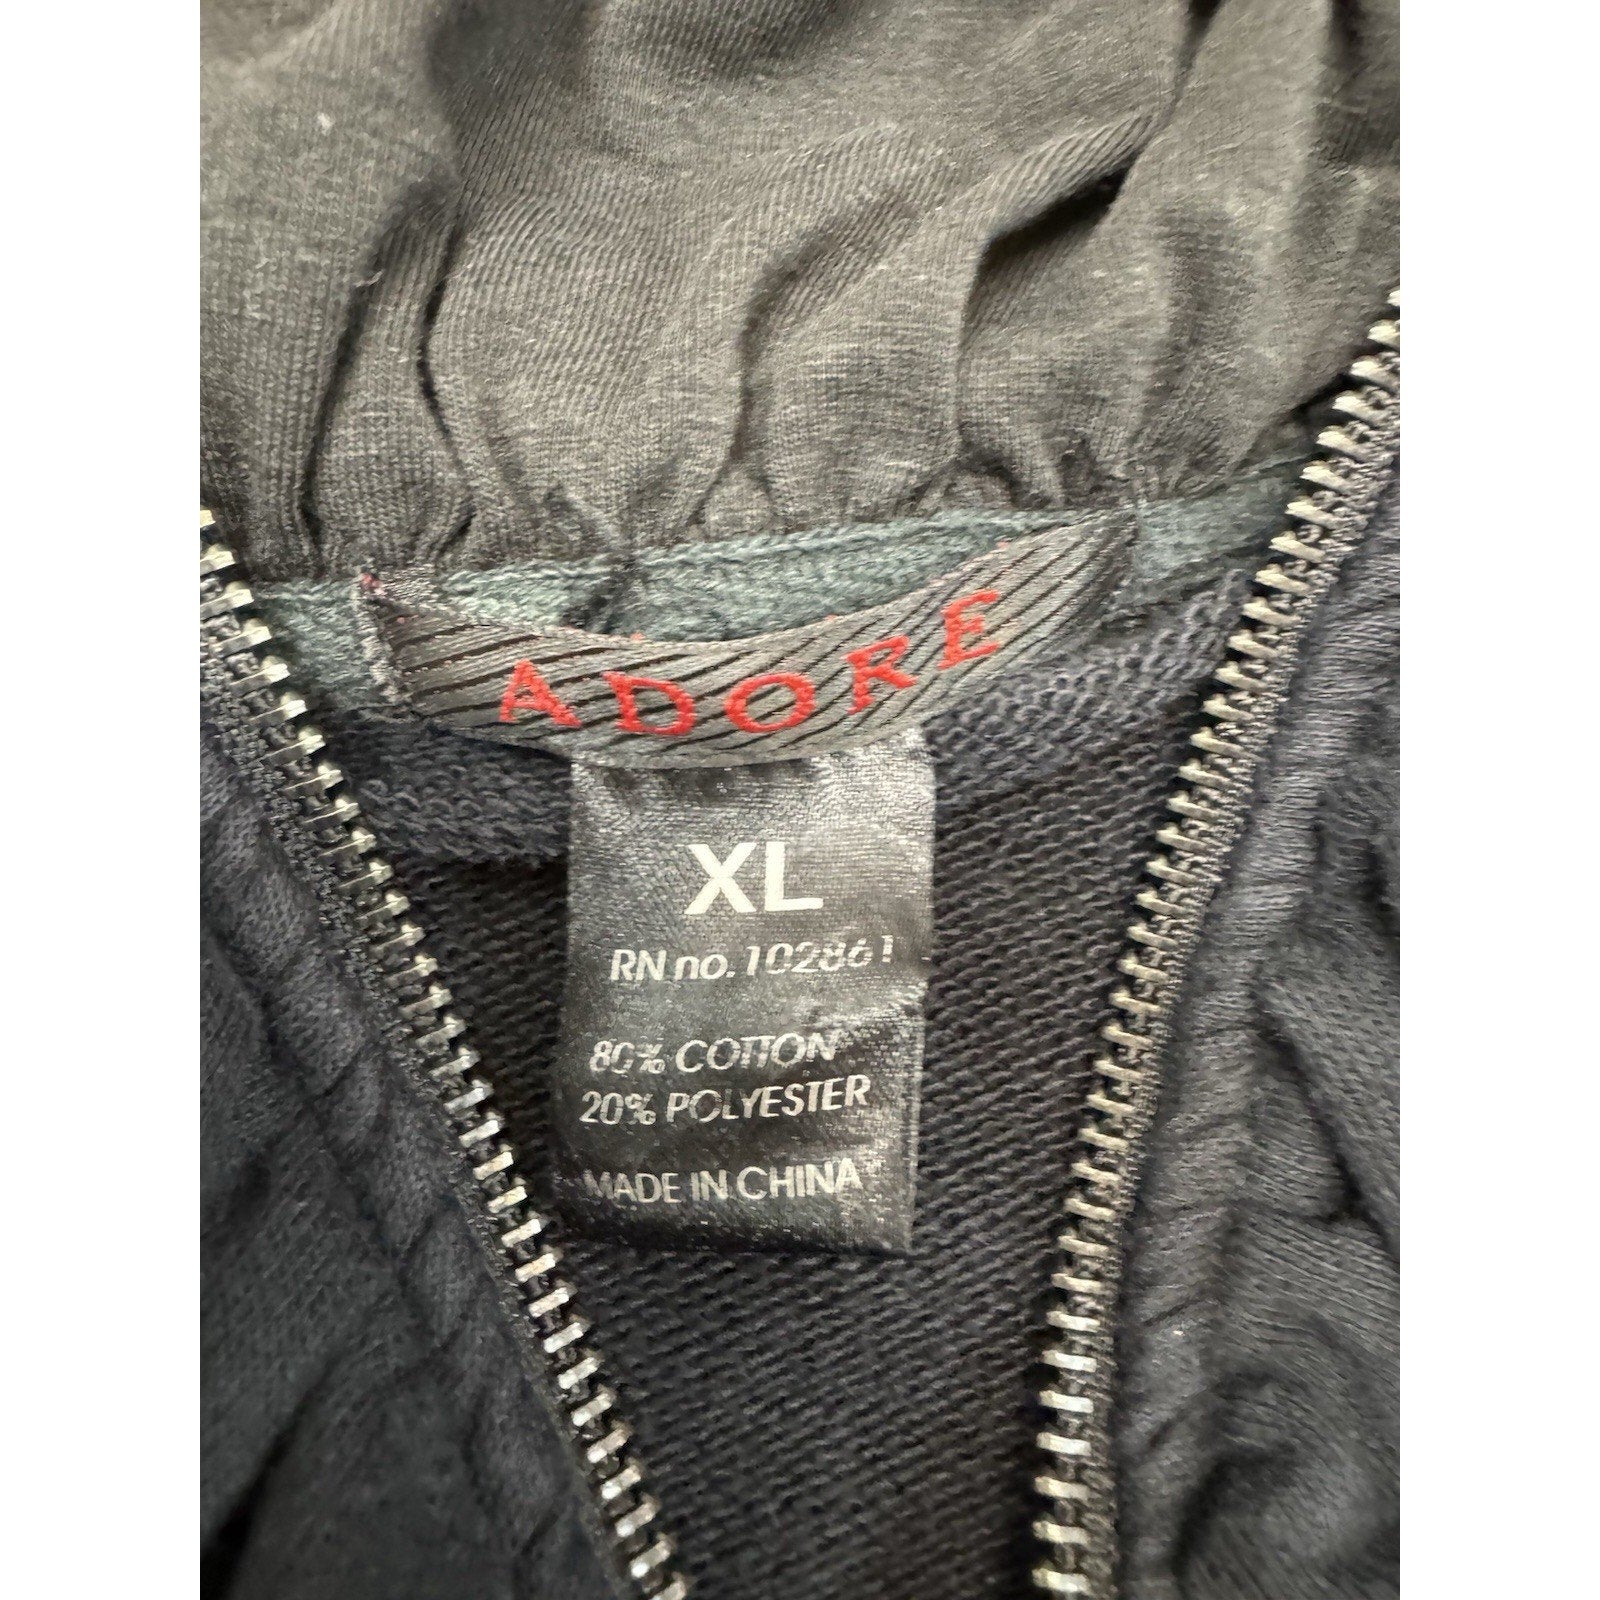 ADORE
XL
RN no. 102861
80% COTTON
20% POLYESTER
MADE IN CHINA